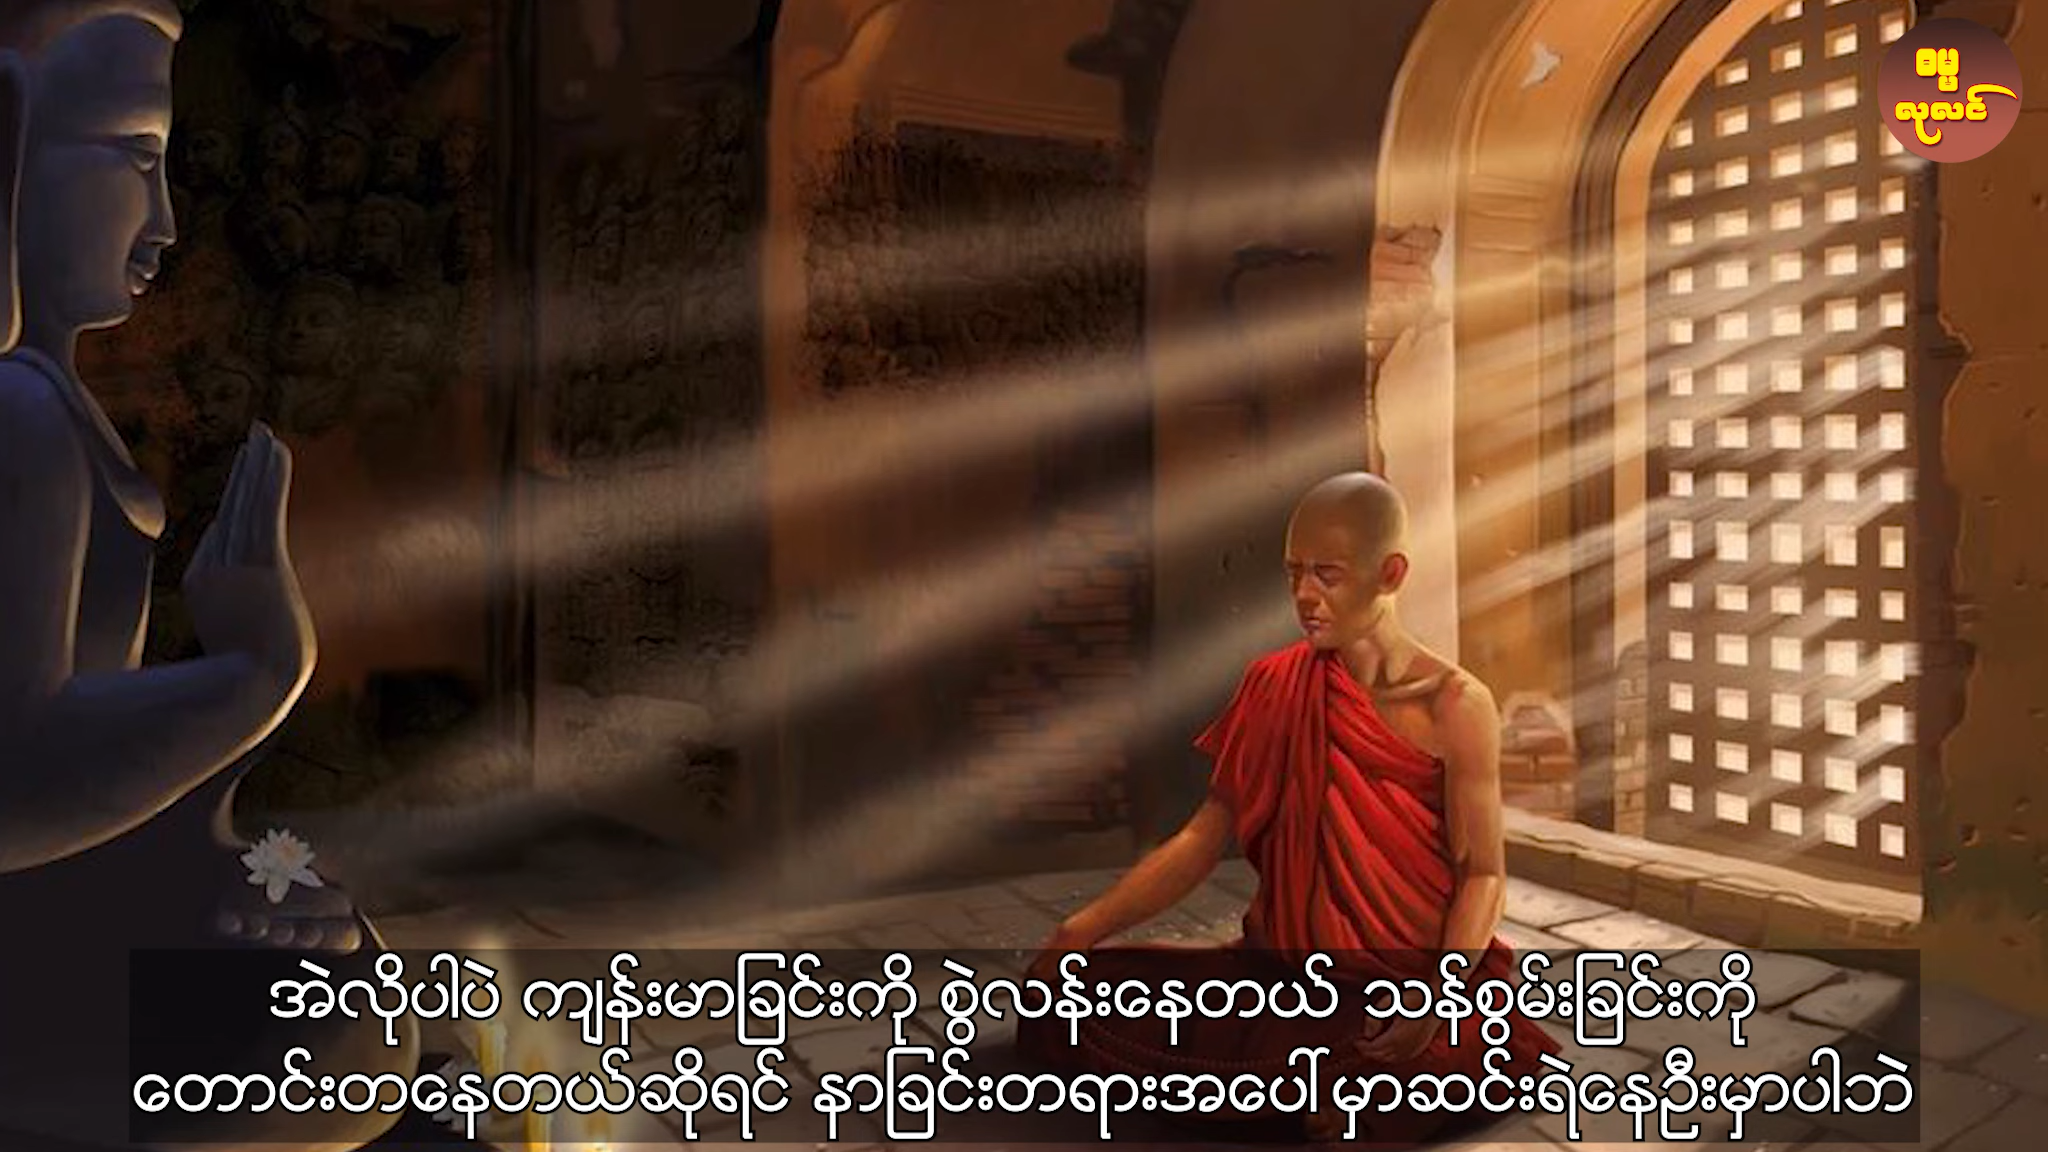 ဓမ္မ
လုလင်
အဲလိုပါပဲ ကျန်းမာခြင်းကို စွဲလန်းနေတယ် သန်စွမ်းခြင်းကို
တောင်းတနေတယ်ဆိုရင် နာခြင်းတရားအပေါ်မှာဆင်းရဲနေဦးမှာပါဘဲ